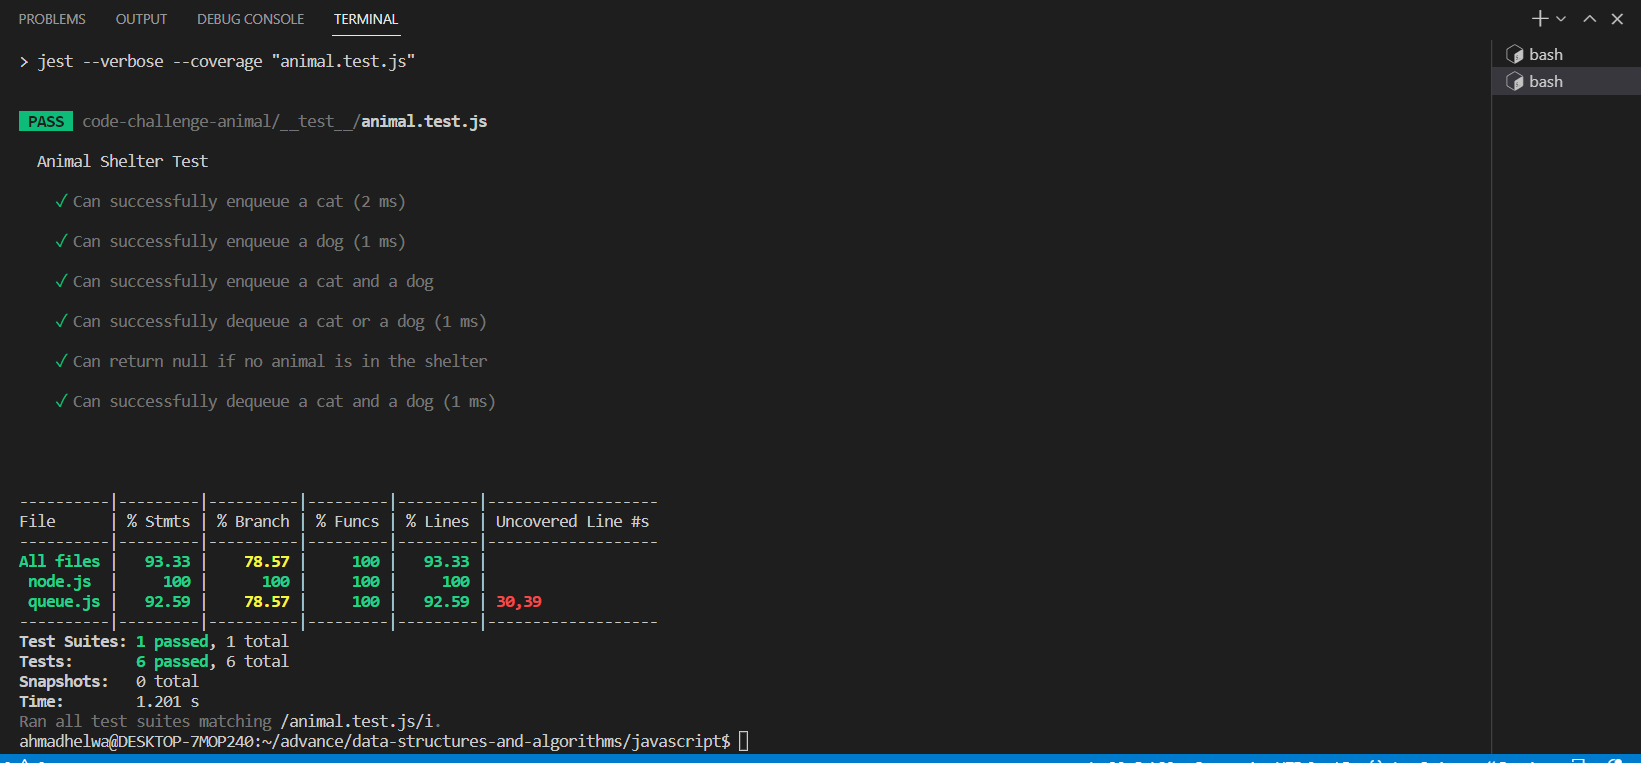 PROBLEMS OUTPUT DEBUG CONSOLE TERMINAL
> jest --verbose --coverage "animal.test.js"
bash
bash
PASS code-challenge-animal/__test__/animal.test.js
Animal Shelter Test
✓ Can successfully enqueue a cat (2 ms)
✓ Can successfully enqueue a dog (1 ms)
✓ Can successfully enqueue a cat and a dog
✓ Can successfully dequeue a cat or a dog (1 ms)
✓ Can return null if no animal is in the shelter
✓ Can successfully dequeue a cat and a dog (1 ms)
----------|---------|----------|---------|---------|-------------------
File | % Stmts | % Branch | % Funcs | % Lines | Uncovered Line #s
----------|---------|----------|---------|---------|-------------------
All files | 93.33 | 78.57 | 100 | 93.33 |
node.js | 100 | 100 | 100 | 100 |
queue.js | 92.59 | 78.57 | 100 | 92.59 | 30,39
----------|---------|----------|---------|---------|-------------------
Test Suites: 1 passed, 1 total
Tests: 6 passed, 6 total
Snapshots: 0 total
Time: 1.201 s
Ran all test suites matching /animal.test.js/i.
ahmadhelwa@DESKTOP-7MOP240:~/advance/data-structures-and-algorithms/javascript$